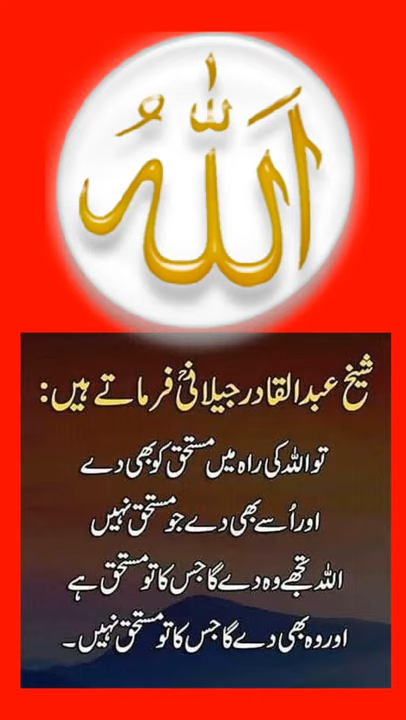 الله
شیخ عبدالقادر جیلانیؒ فرماتے ہیں:
تو اللہ کی راہ میں مستحق کو بھی دے
اور اُسے بھی دے جو مستحق نہیں
اللہ تجھے وہ دے گا جس کا تو مستحق ہے
اور وہ بھی دے گا جس کا تو مستحق نہیں۔